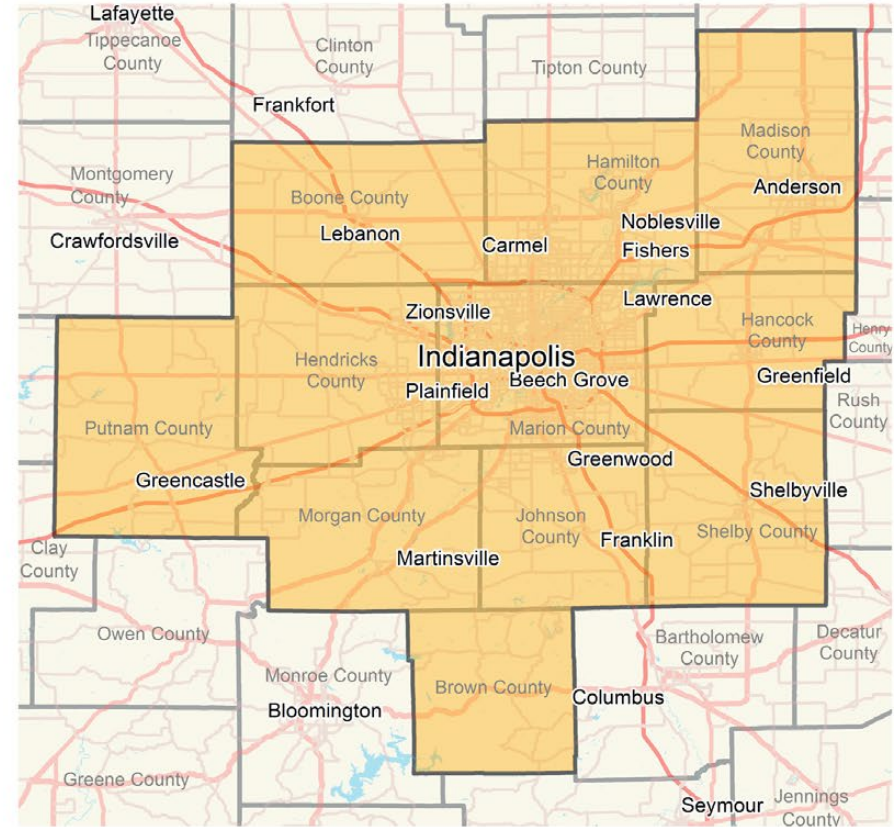 Lafayette
Tippecanoe
County
Clinton
County
Tipton County
Frankfort
Madison
County
Montgomery
County
Hamilton
County
Boone County
Anderson
Crawfordsville
Lebanon
Carmel
Noblesville
Fishers
Zionsville
Lawrence
Hancock
County
Henry
County
Hendricks
County
Indianapolis
Plainfield
Beech Grove
Greenfield
Rush
County
Putnam County
Marion County
Greencastle
Greenwood
Shelbyville
Morgan County
Johnson
County
Franklin
Shelby County
Clay
County
Martinsville
Owen County
Bartholomew
County
Decatur
County
Monroe County
Brown County
Bloomington
Columbus
Greene County
Seymour
Jennings
County